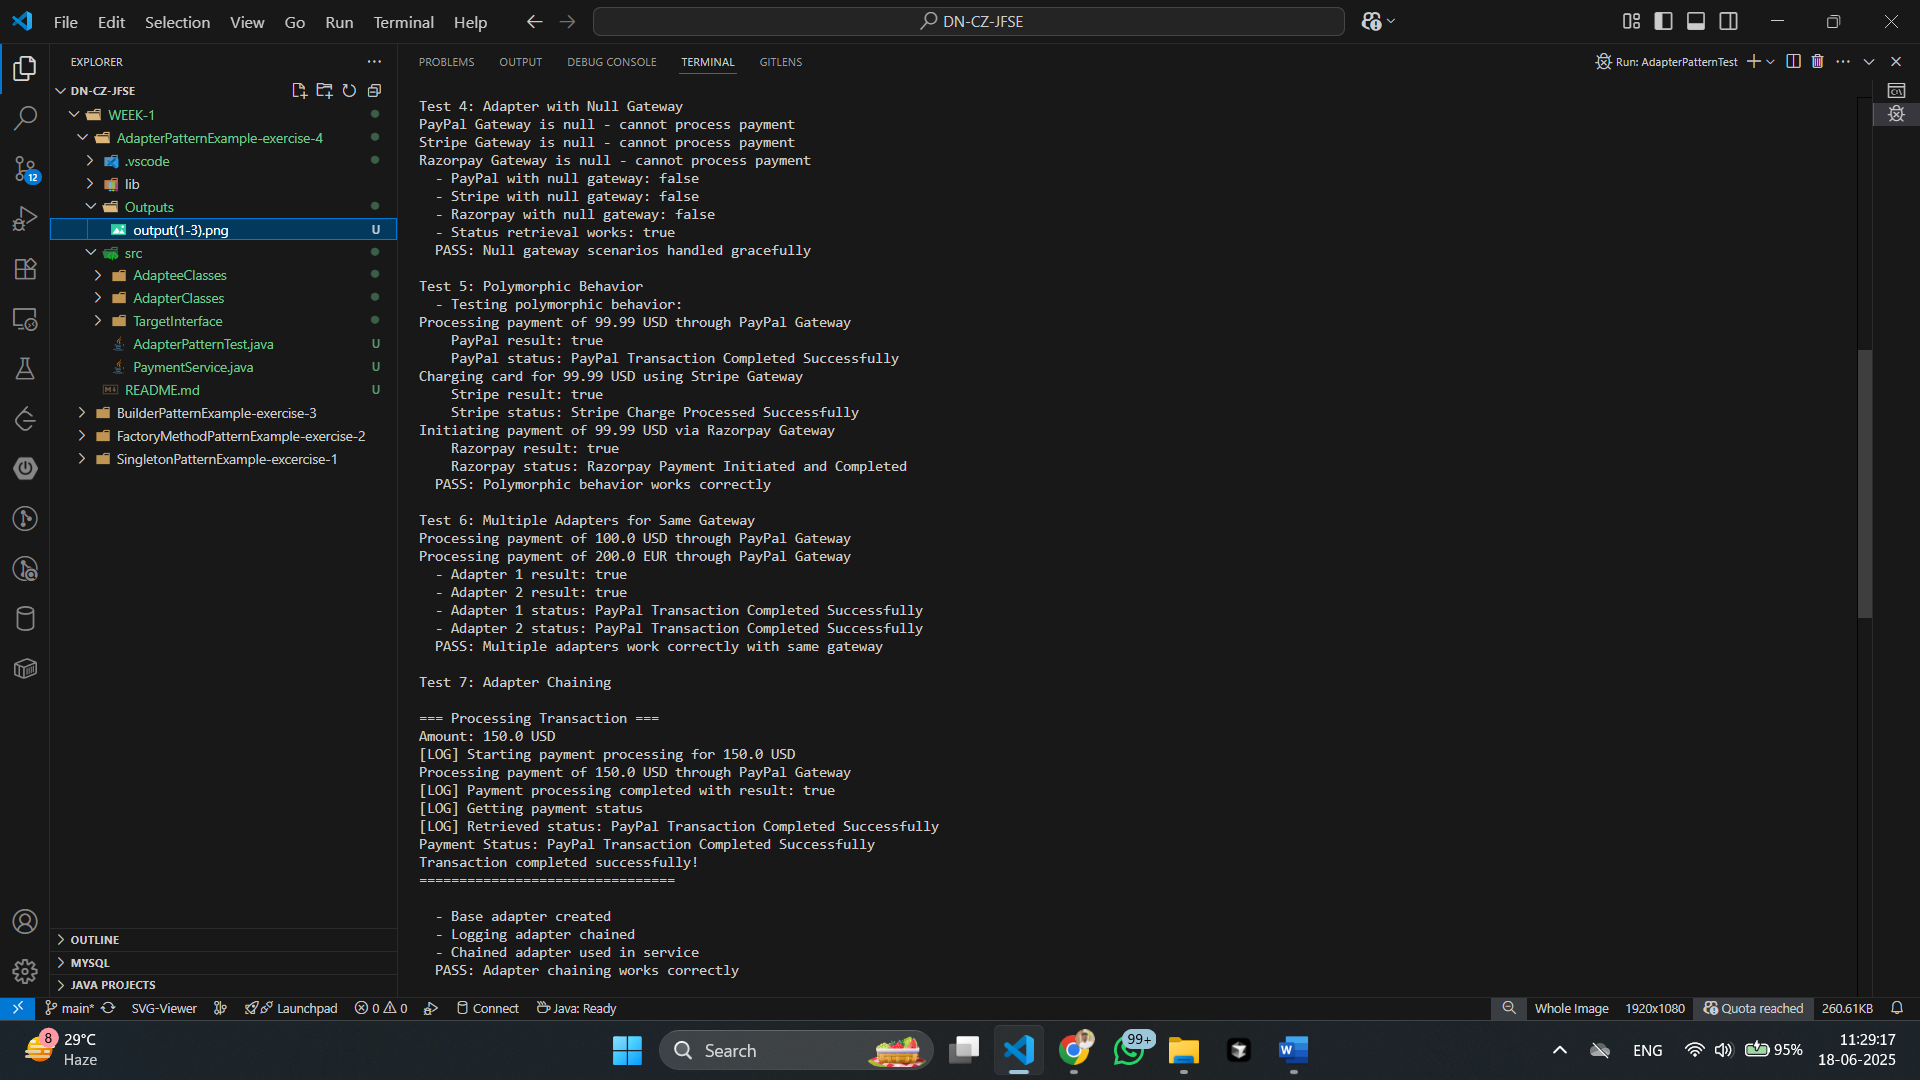 File Edit Selection View Go Run Terminal Help
DN-CZ-JFSE
EXPLORER
DN-CZ-JFSE
WEEK-1
AdapterPatternExample-exercise-4
.vscode
lib
Outputs
output(1-3).png U
src
AdapteeClasses
AdapterClasses
TargetInterface
AdapterPatternTest.java U
PaymentService.java U
README.md U
BuilderPatternExample-exercise-3
FactoryMethodPatternExample-exercise-2
SingletonPatternExample-excercise-1
OUTLINE
MYSQL
JAVA PROJECTS
12
PROBLEMS OUTPUT DEBUG CONSOLE TERMINAL GITLENS
Run: AdapterPatternTest
Test 4: Adapter with Null Gateway
PayPal Gateway is null - cannot process payment
Stripe Gateway is null - cannot process payment
Razorpay Gateway is null - cannot process payment
- PayPal with null gateway: false
- Stripe with null gateway: false
- Razorpay with null gateway: false
- Status retrieval works: true
PASS: Null gateway scenarios handled gracefully
Test 5: Polymorphic Behavior
- Testing polymorphic behavior:
Processing payment of 99.99 USD through PayPal Gateway
PayPal result: true
PayPal status: PayPal Transaction Completed Successfully
Charging card for 99.99 USD using Stripe Gateway
Stripe result: true
Stripe status: Stripe Charge Processed Successfully
Initiating payment of 99.99 USD via Razorpay Gateway
Razorpay result: true
Razorpay status: Razorpay Payment Initiated and Completed
PASS: Polymorphic behavior works correctly
Test 6: Multiple Adapters for Same Gateway
Processing payment of 100.0 USD through PayPal Gateway
Processing payment of 200.0 EUR through PayPal Gateway
- Adapter 1 result: true
- Adapter 2 result: true
- Adapter 1 status: PayPal Transaction Completed Successfully
- Adapter 2 status: PayPal Transaction Completed Successfully
PASS: Multiple adapters work correctly with same gateway
Test 7: Adapter Chaining
=== Processing Transaction ===
Amount: 150.0 USD
[LOG] Starting payment processing for 150.0 USD
Processing payment of 150.0 USD through PayPal Gateway
[LOG] Payment processing completed with result: true
[LOG] Getting payment status
[LOG] Retrieved status: PayPal Transaction Completed Successfully
Payment Status: PayPal Transaction Completed Successfully
Transaction completed successfully!
================================
- Base adapter created
- Logging adapter chained
- Chained adapter used in service
PASS: Adapter chaining works correctly
main* SVG-Viewer Launchpad 0 0 Connect Java: Ready Whole Image 1920x1080 Quota reached 260.61KB
8 29°C
Haze
Search
99+
ENG 95% 11:29:17
18-06-2025